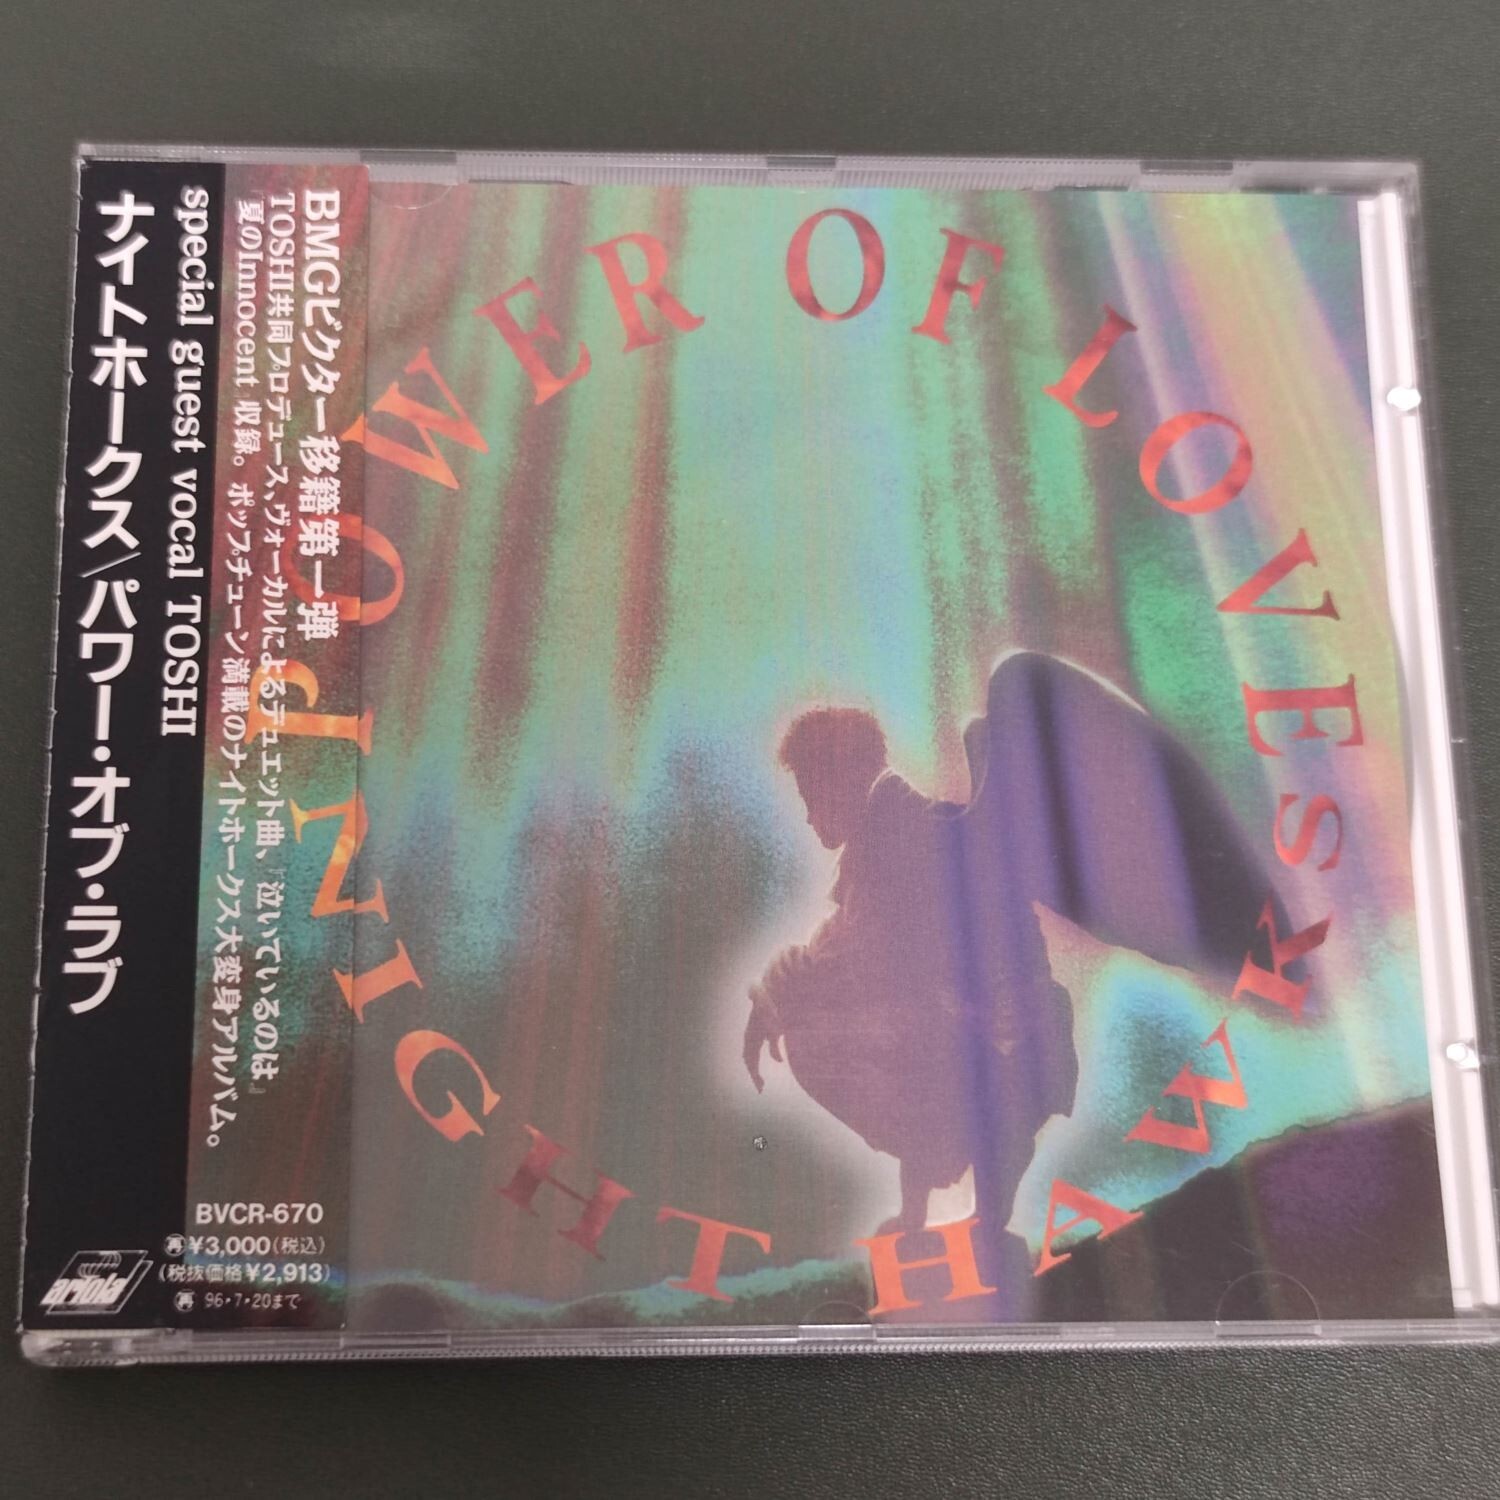 ナイトホークス/パワー・オブ・ラブ
special guest vocal TOSHI
BMGビクター移籍第一弾
TOSHI共同プロデュース、ヴォーカルによるデュエット曲、『泣いているのは』
『夏のInnocent』収録。ポップチューン満載のナイトホークス大変身アルバム。
BVCR-670
再¥3,000(税込)
(税抜価格¥2,913)
再 96・7・20まで
ariola
POWER OF LOVE
NIGHT HAWKS